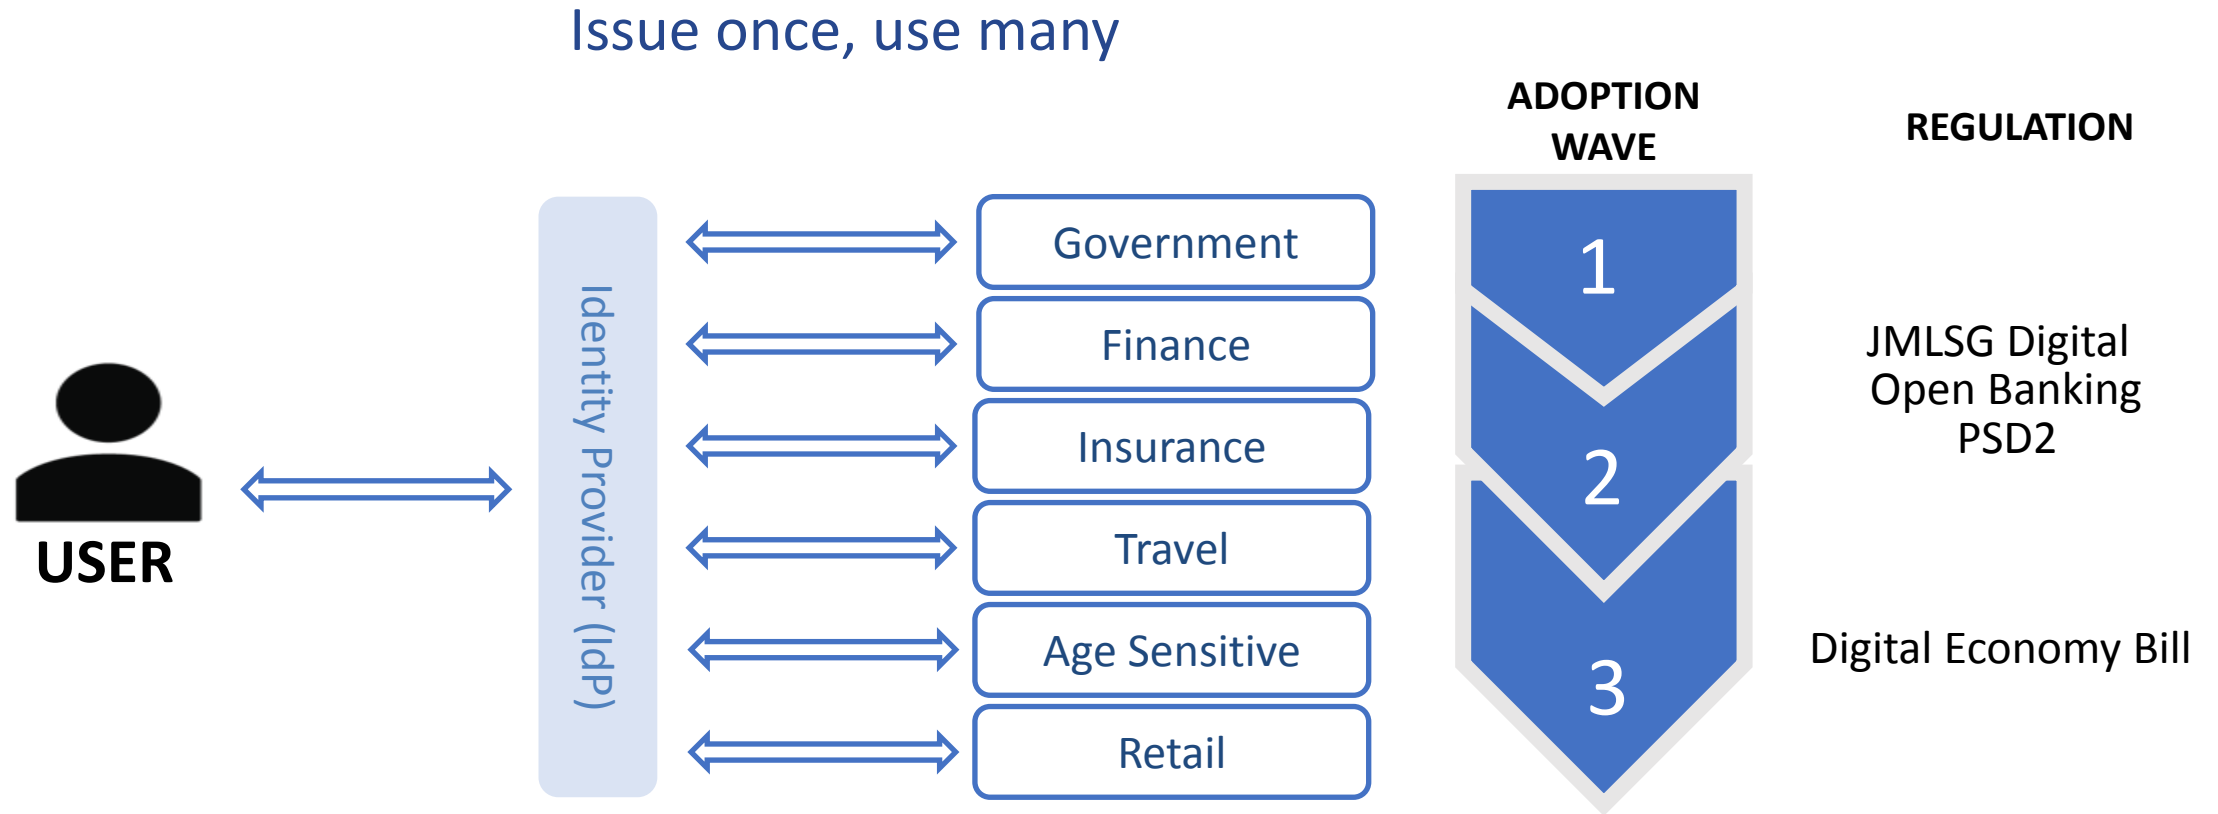 Issue once, use many
ADOPTION
WAVE
REGULATION
USER
Identity Provider (IdP)
Government
Finance
Insurance
Travel
Age Sensitive
Retail
1
2
3
JMLSG Digital
Open Banking
PSD2
Digital Economy Bill